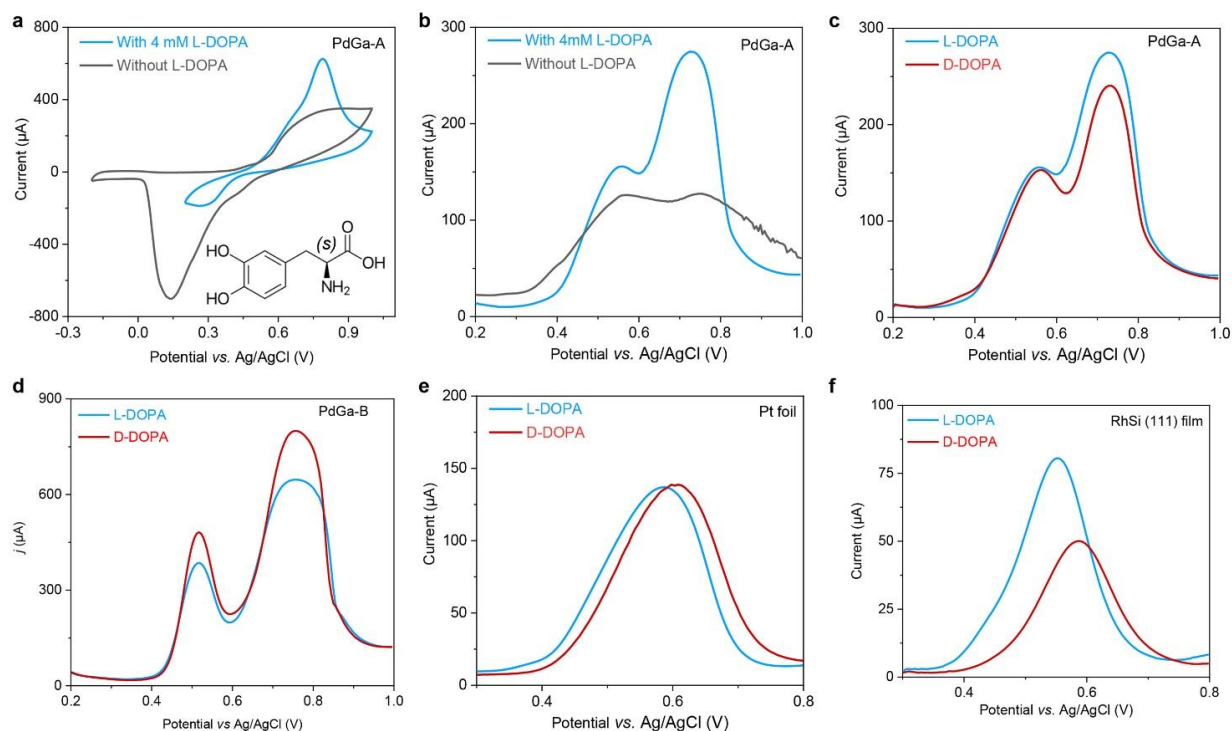 a
With 4 mM L-DOPA
Without L-DOPA
PdGa-A
800
400
0
-400
-800
Current (µA)
(s)
O
HO
OH
HO
NH2
-0.3 0.0 0.3 0.6 0.9
Potential vs. Ag/AgCl (V)
b
With 4mM L-DOPA
Without L-DOPA
PdGa-A
300
200
100
0
Current (µA)
0.2 0.4 0.6 0.8 1.0
Potential vs. Ag/AgCl (V)
c
L-DOPA
D-DOPA
PdGa-A
300
200
100
0
Current (µA)
0.2 0.4 0.6 0.8 1.0
Potential vs. Ag/AgCl (V)
d
L-DOPA
D-DOPA
PdGa-B
900
600
300
0
j (µA)
0.2 0.4 0.6 0.8 1.0
Potential vs Ag/AgCl (V)
e
L-DOPA
D-DOPA
Pt foil
200
150
100
50
0
Current (µA)
0.4 0.6 0.8
Potential vs. Ag/AgCl (V)
f
L-DOPA
D-DOPA
RhSi (111) film
100
75
50
25
0
Current (µA)
0.4 0.6 0.8
Potential vs. Ag/AgCl (V)